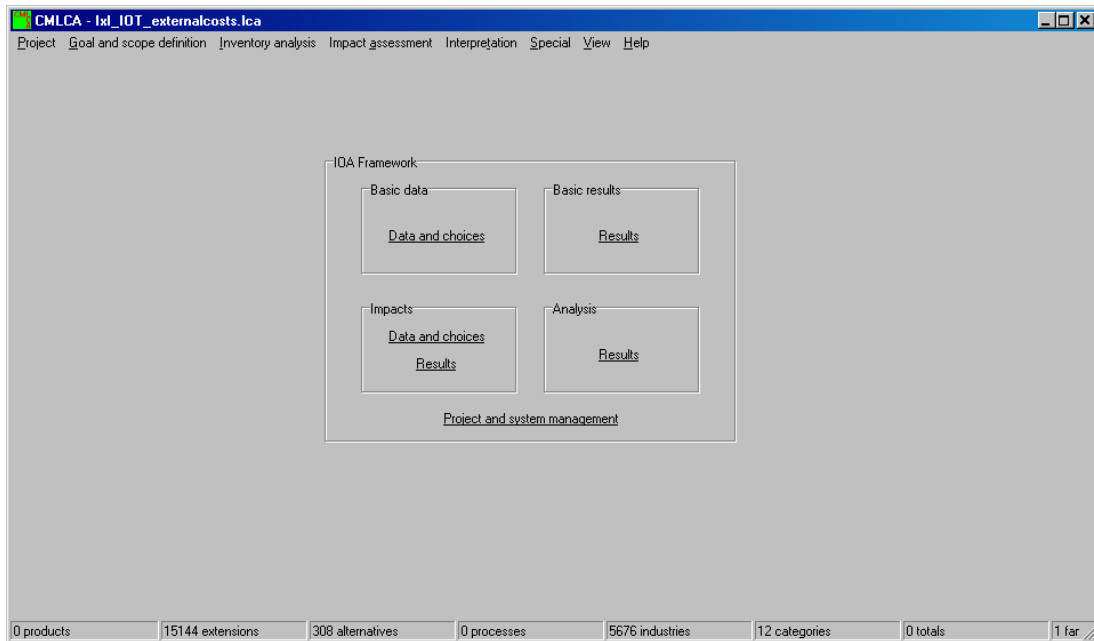 CMLCA - IxI_IOT_externalcosts.lca
Project Goal and scope definition Inventory analysis Impact assessment Interpretation Special View Help
IOA Framework
Basic data Basic results
Data and choices Results
Impacts Analysis
Data and choices
Results
Results
Project and system management
0 products 15144 extensions 308 alternatives 0 processes 5676 industries 12 categories 0 totals 1 far